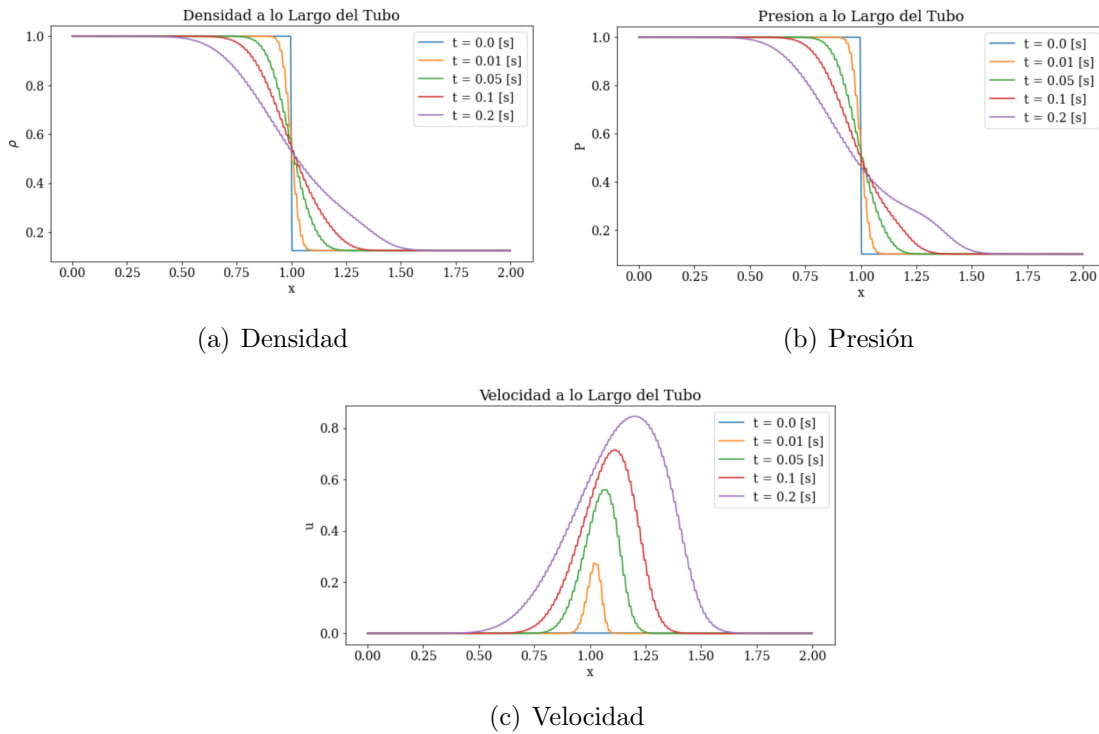 Densidad a lo Largo del Tubo
1.0
0.8
0.6
0.4
0.2
ρ
t = 0.0 [s]
t = 0.01 [s]
t = 0.05 [s]
t = 0.1 [s]
t = 0.2 [s]
0.00 0.25 0.50 0.75 1.00 1.25 1.50 1.75 2.00
x
(a) Densidad
Presion a lo Largo del Tubo
1.0
0.8
0.6
0.4
0.2
P
t = 0.0 [s]
t = 0.01 [s]
t = 0.05 [s]
t = 0.1 [s]
t = 0.2 [s]
0.00 0.25 0.50 0.75 1.00 1.25 1.50 1.75 2.00
x
(b) Presión
Velocidad a lo Largo del Tubo
0.8
0.6
0.4
0.2
0.0
u
t = 0.0 [s]
t = 0.01 [s]
t = 0.05 [s]
t = 0.1 [s]
t = 0.2 [s]
0.00 0.25 0.50 0.75 1.00 1.25 1.50 1.75 2.00
x
(c) Velocidad